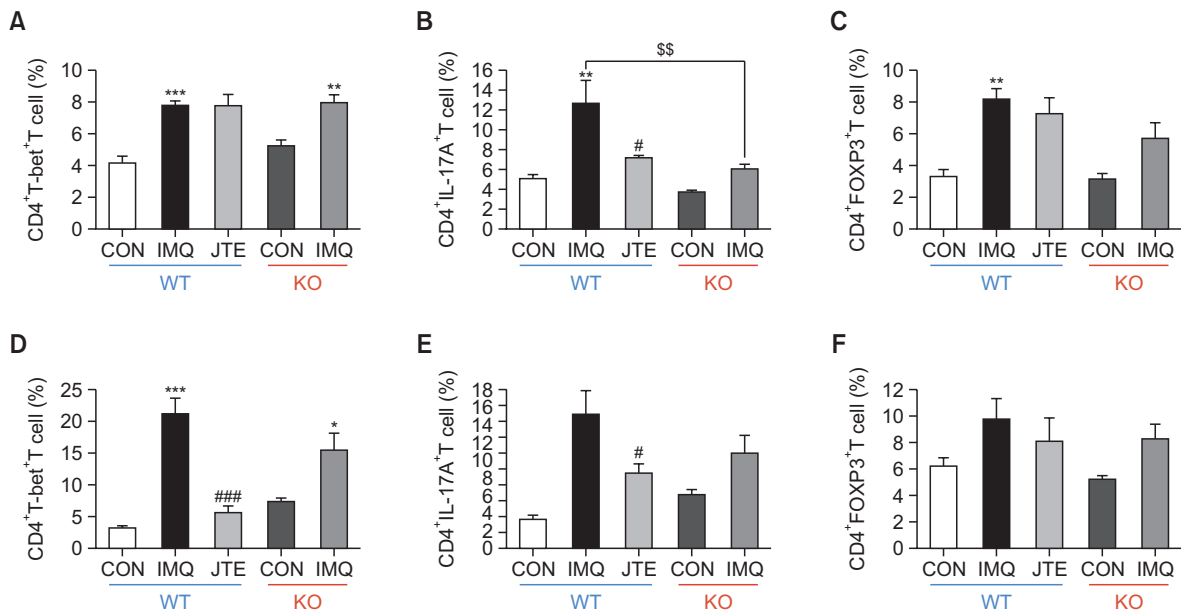 A
CD4⁺T-bet⁺T cell (%)
10
8
6
4
2
0
***
**
CON IMQ JTE CON IMQ
WT KO
B
CD4⁺IL-17A⁺T cell (%)
16
14
12
10
8
6
4
2
0
**
#
$$
CON IMQ JTE CON IMQ
WT KO
C
CD4⁺FOXP3⁺T cell (%)
10
8
6
4
2
0
**
CON IMQ JTE CON IMQ
WT KO
D
CD4⁺T-bet⁺T cell (%)
25
20
15
10
5
0
***
###
*
CON IMQ JTE CON IMQ
WT KO
E
CD4⁺IL-17A⁺T cell (%)
18
16
14
12
10
8
6
4
2
0
#
CON IMQ JTE CON IMQ
WT KO
F
CD4⁺FOXP3⁺T cell (%)
12
10
8
6
4
2
0
CON IMQ JTE CON IMQ
WT KO